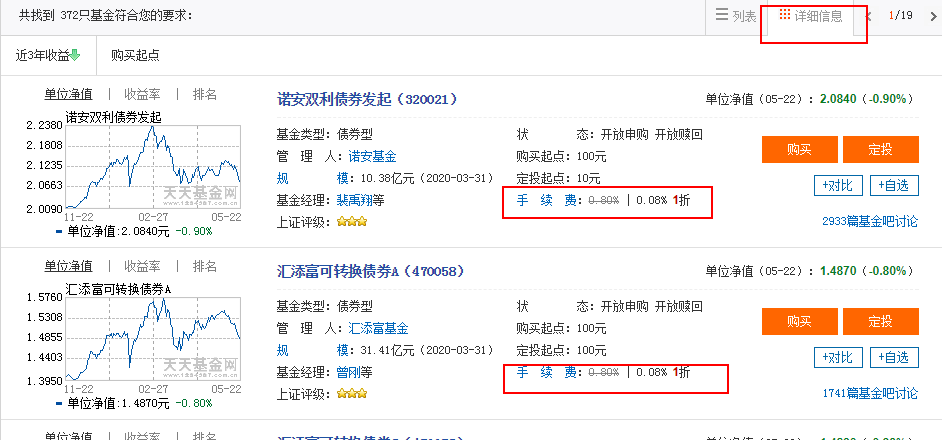 共找到 372只基金符合您的要求：
列表 详细信息 1/19
近3年收益 购买起点
单位净值 | 收益率 | 排名
诺安双利债券发起
2.2380
2.1808
2.1235
2.0663
2.0090
天天基金网
www.1234567.com.cn
11-22 02-27 05-22
单位净值:2.0840元 -0.90%
诺安双利债券发起（320021）
单位净值（05-22）：2.0840（-0.90%）
基金类型：债券型 状 态：开放申购 开放赎回
管 理 人：诺安基金 购买起点：100元
规 模：10.38亿元（2020-03-31） 定投起点：10元
基金经理：裴禹翔等 手 续 费：0.80% | 0.08% 1折
上证评级：
购买 定投
+对比 +自选
2933篇基金吧讨论
单位净值 | 收益率 | 排名
汇添富可转换债券A
1.5760
1.5308
1.4855
1.4403
1.3950
天天基金网
www.1234567.com.cn
11-22 02-27 05-22
单位净值:1.4870元 -0.80%
汇添富可转换债券A（470058）
单位净值（05-22）：1.4870（-0.80%）
基金类型：债券型 状 态：开放申购 开放赎回
管 理 人：汇添富基金 购买起点：100元
规 模：31.41亿元（2020-03-31） 定投起点：100元
基金经理：曾刚等 手 续 费：0.80% | 0.08% 1折
上证评级：
购买 定投
+对比 +自选
1741篇基金吧讨论